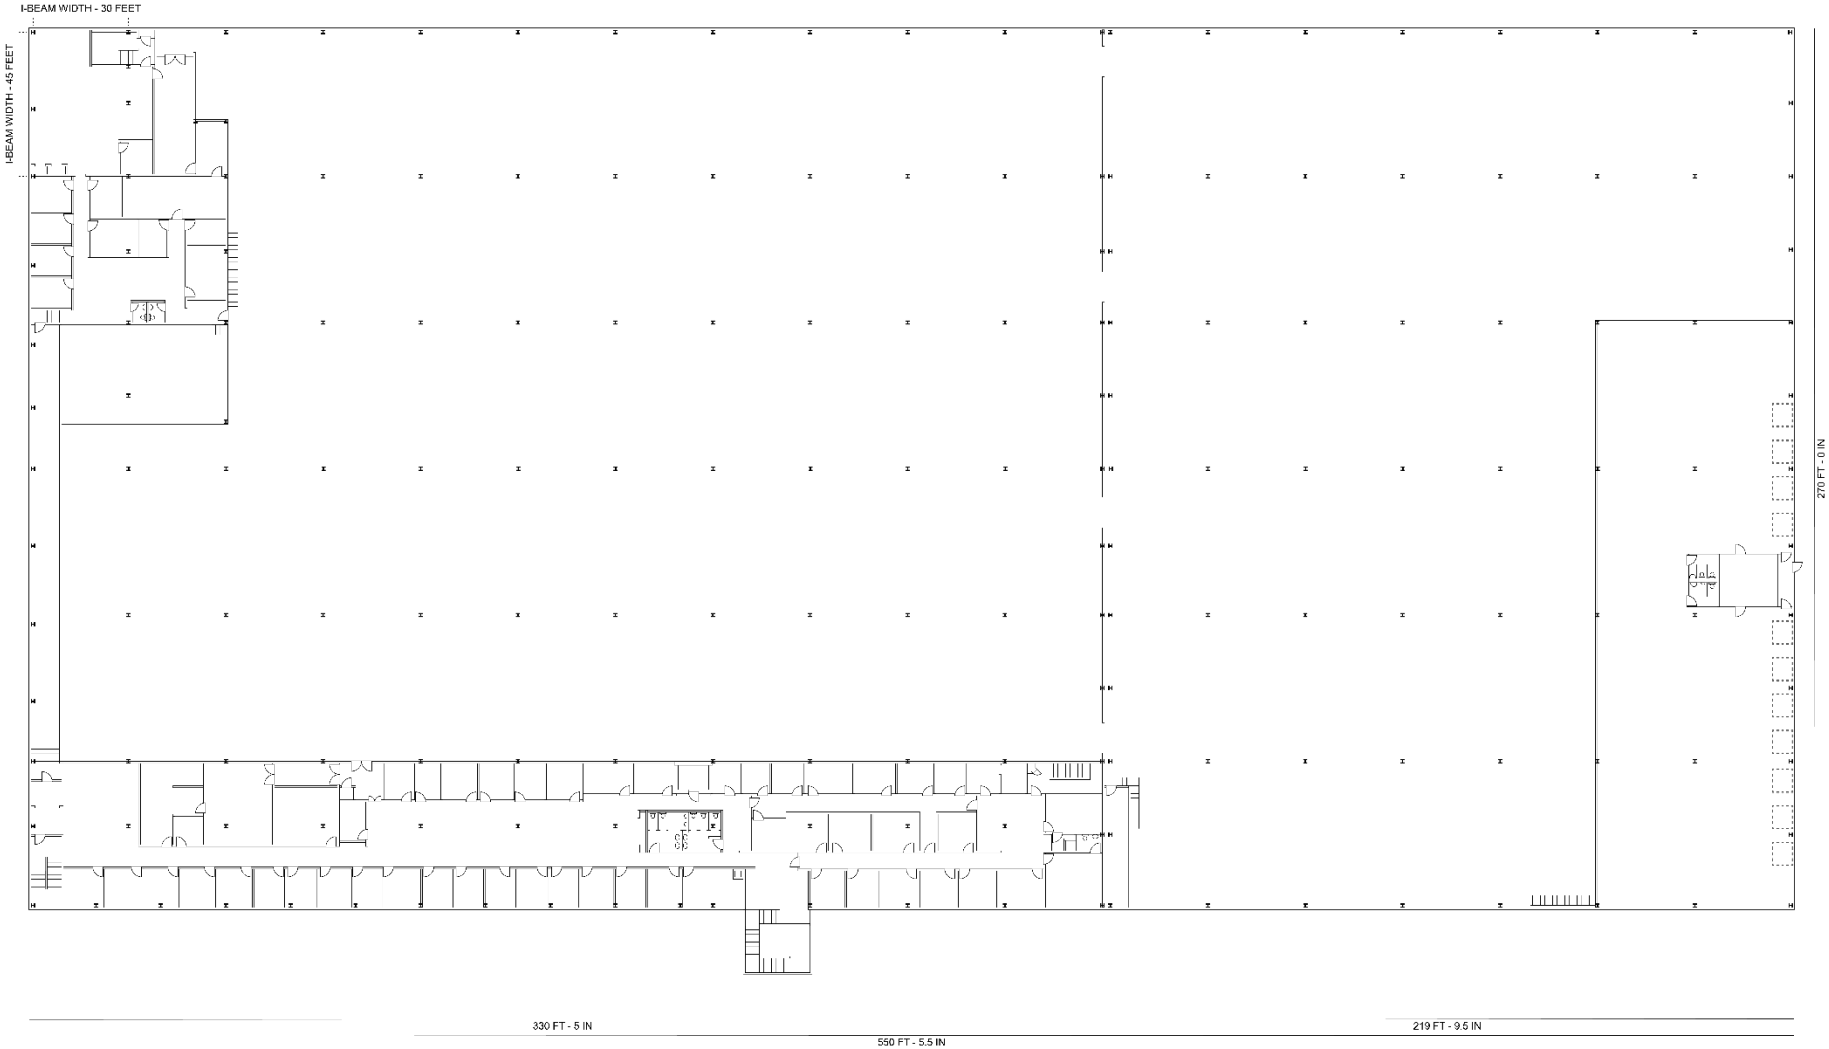 I-BEAM WIDTH - 30 FEET
I-BEAM WIDTH - 45 FEET
270 FT - 0 IN
330 FT - 5 IN
219 FT - 9.5 IN
550 FT - 5.5 IN